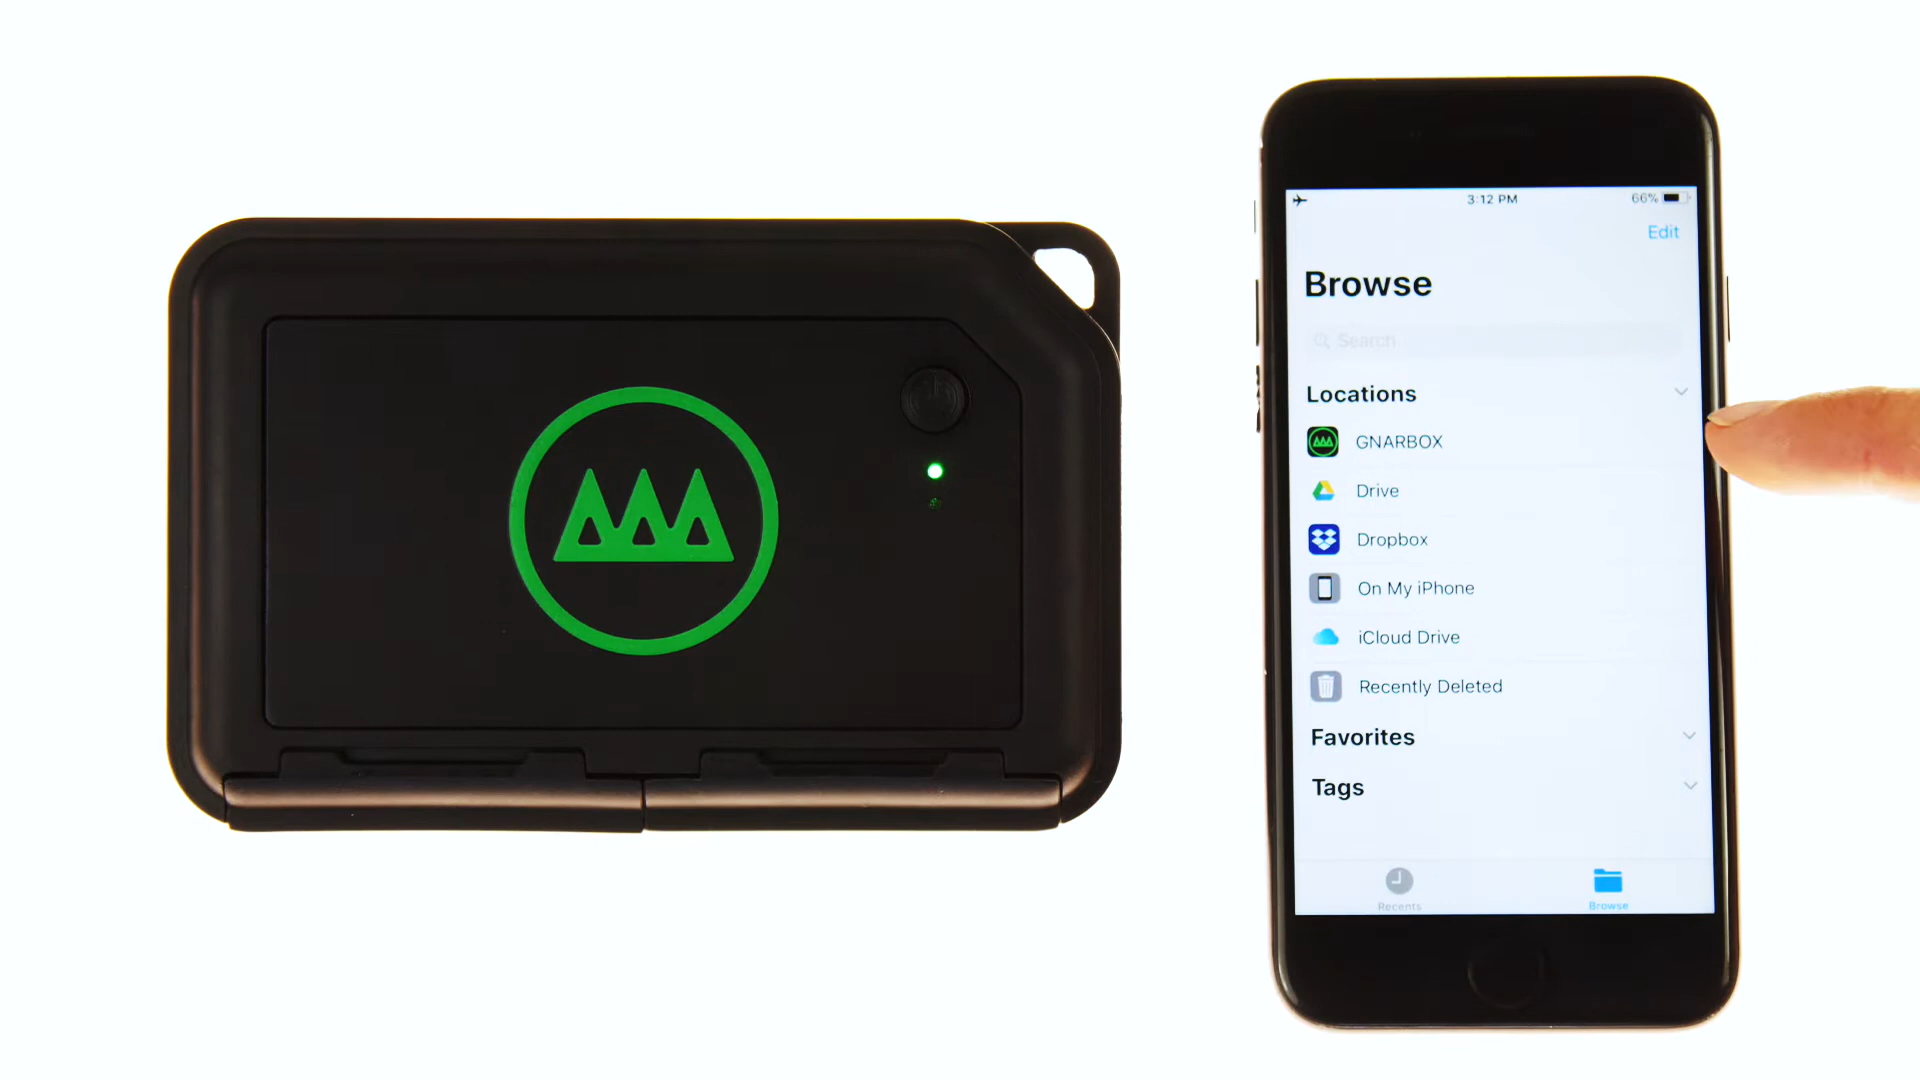 3:12 PM
66%
Edit
Browse
Search
Locations
GNARBOX
Drive
Dropbox
On My iPhone
iCloud Drive
Recently Deleted
Favorites
Tags
Recents
Browse